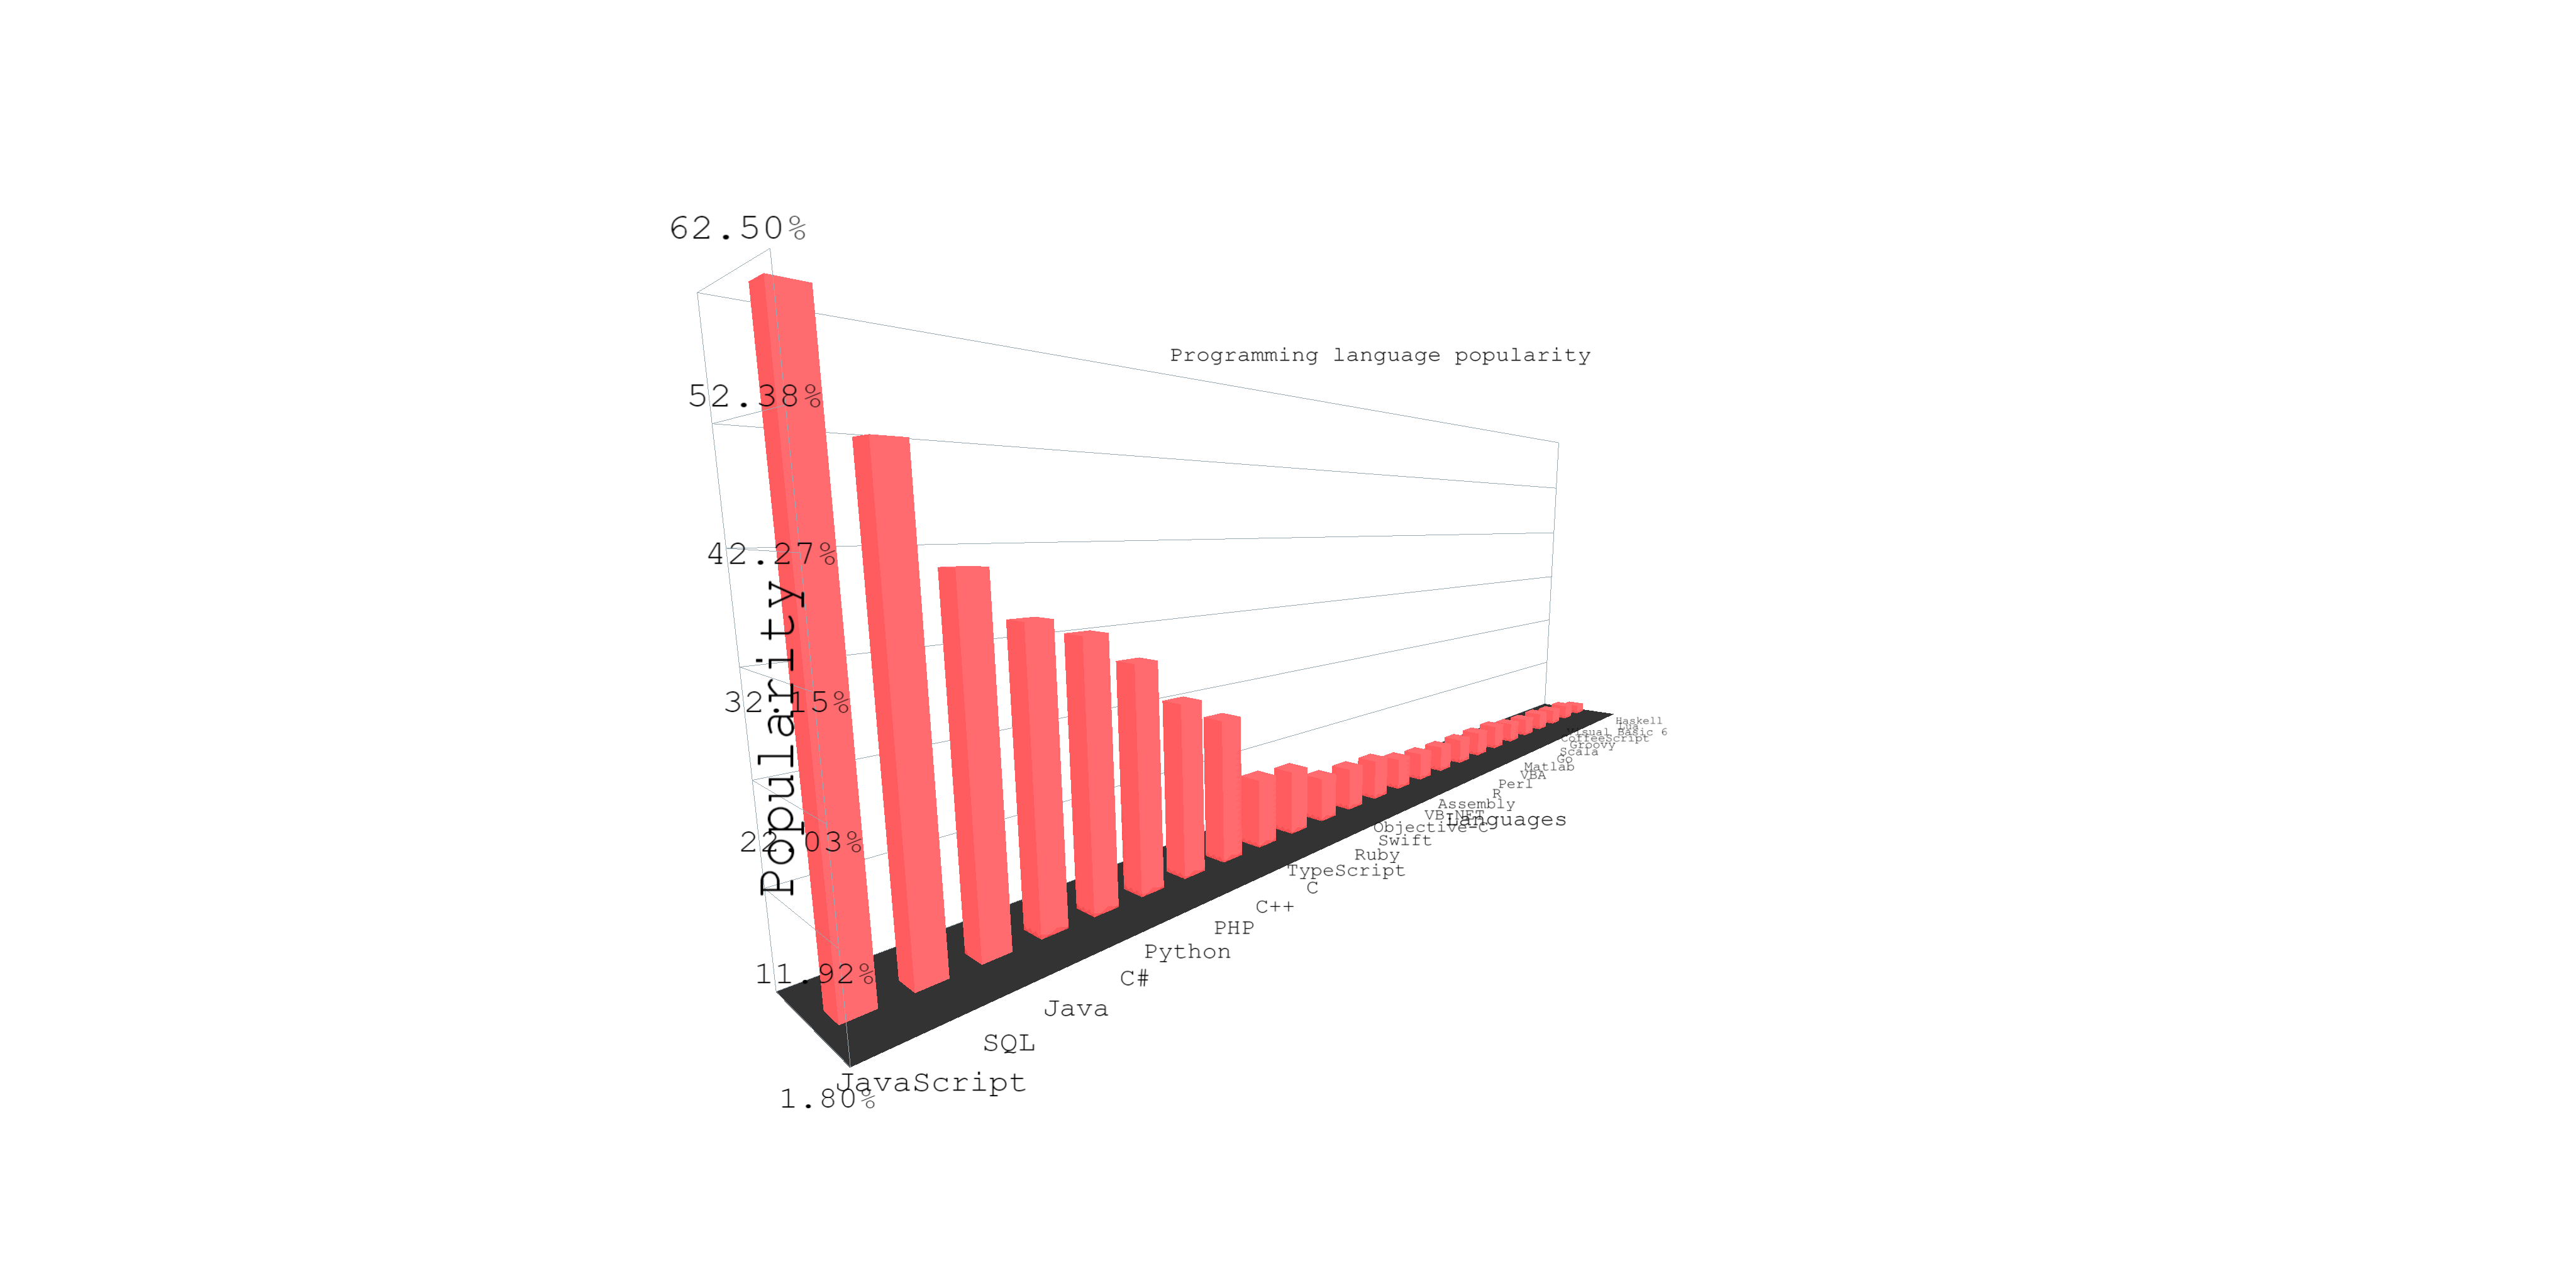 Programming language popularity
Popularity
62.50%
52.38%
42.27%
32.15%
22.03%
11.92%
1.80%
JavaScript
SQL
Java
C#
Python
PHP
C++
C
TypeScript
Ruby
Swift
Objective-C
VB.NET
Assembly
R
Perl
VBA
Matlab
Go
Scala
Groovy
CoffeeScript
Visual Basic 6
Lua
Haskell
Languages